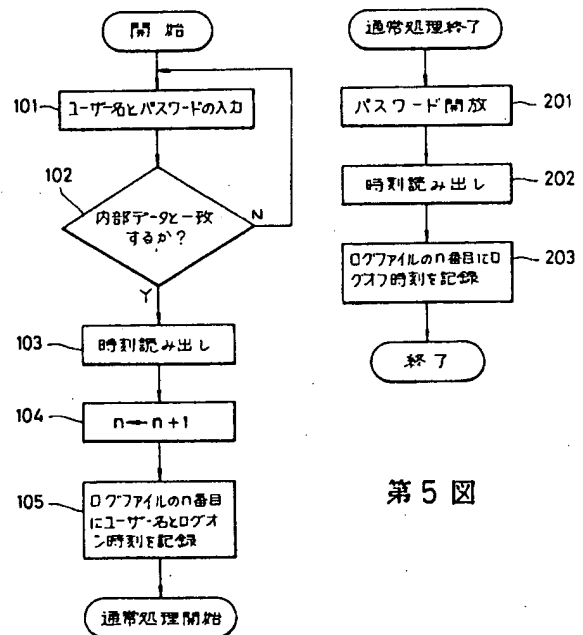 開始
101
ユーザー名とパスワードの入力
102
内部データと一致
するか?
N
Y
103
時刻読み出し
104
n←n+1
105
ログファイルのn番目
にユーザー名とログオ
ン時刻を記録
通常処理開始
通常処理終了
パスワード開放
201
時刻読み出し
202
ログファイルのn番目にロ
グオフ時刻を記録
203
終了
第5図